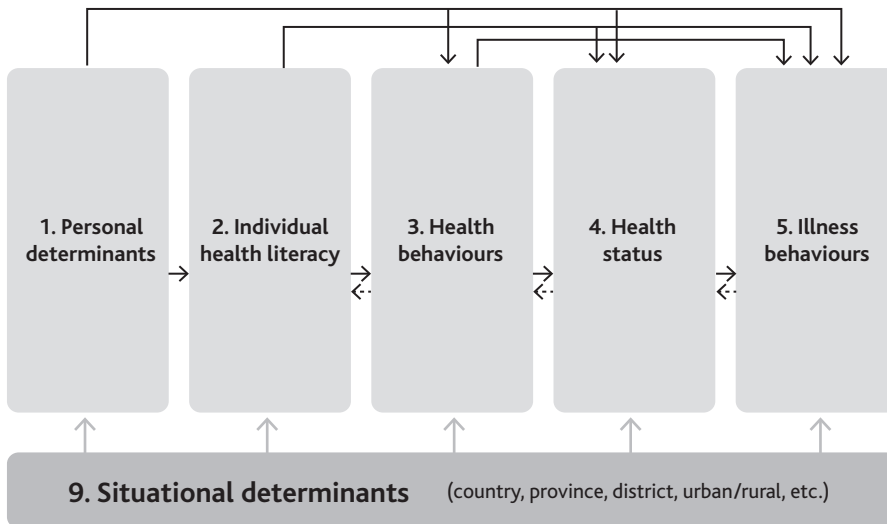 1. Personal
determinants
2. Individual
health literacy
3. Health
behaviours
4. Health
status
5. Illness
behaviours
9. Situational determinants (country, province, district, urban/rural, etc.)